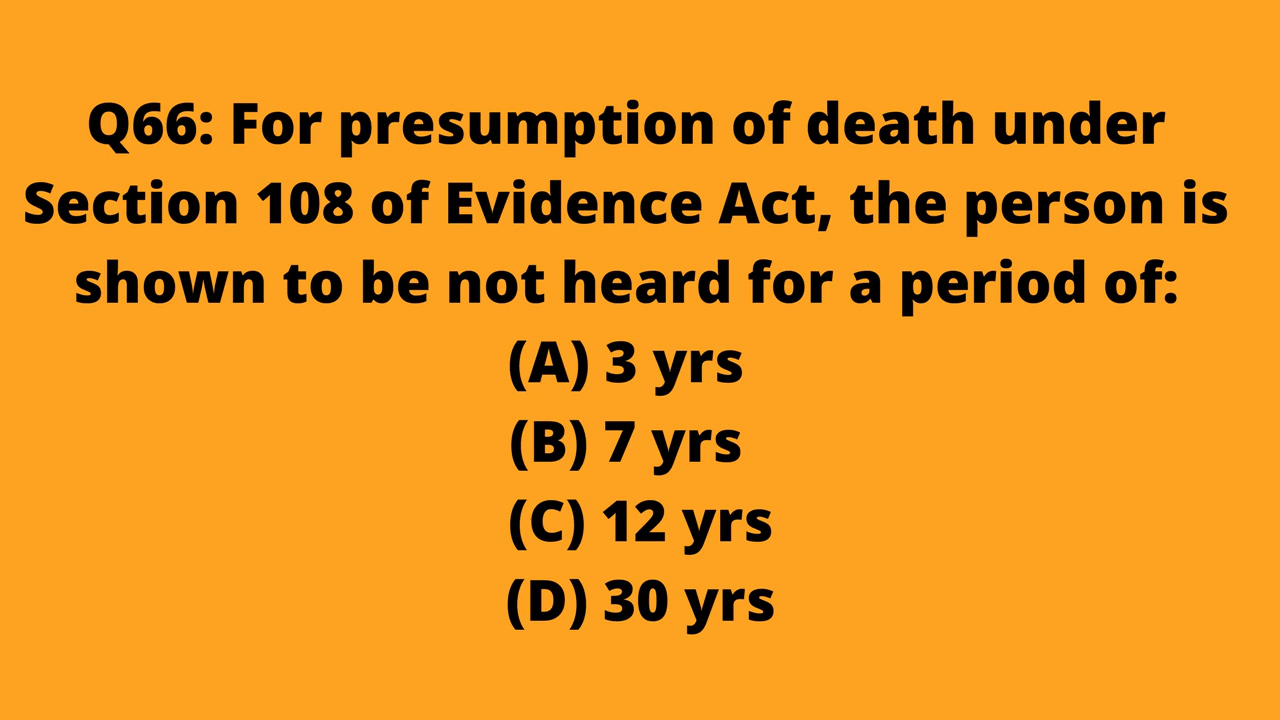 Q66: For presumption of death under
Section 108 of Evidence Act, the person is
shown to be not heard for a period of:
(A) 3 yrs
(B) 7 yrs
(C) 12 yrs
(D) 30 yrs